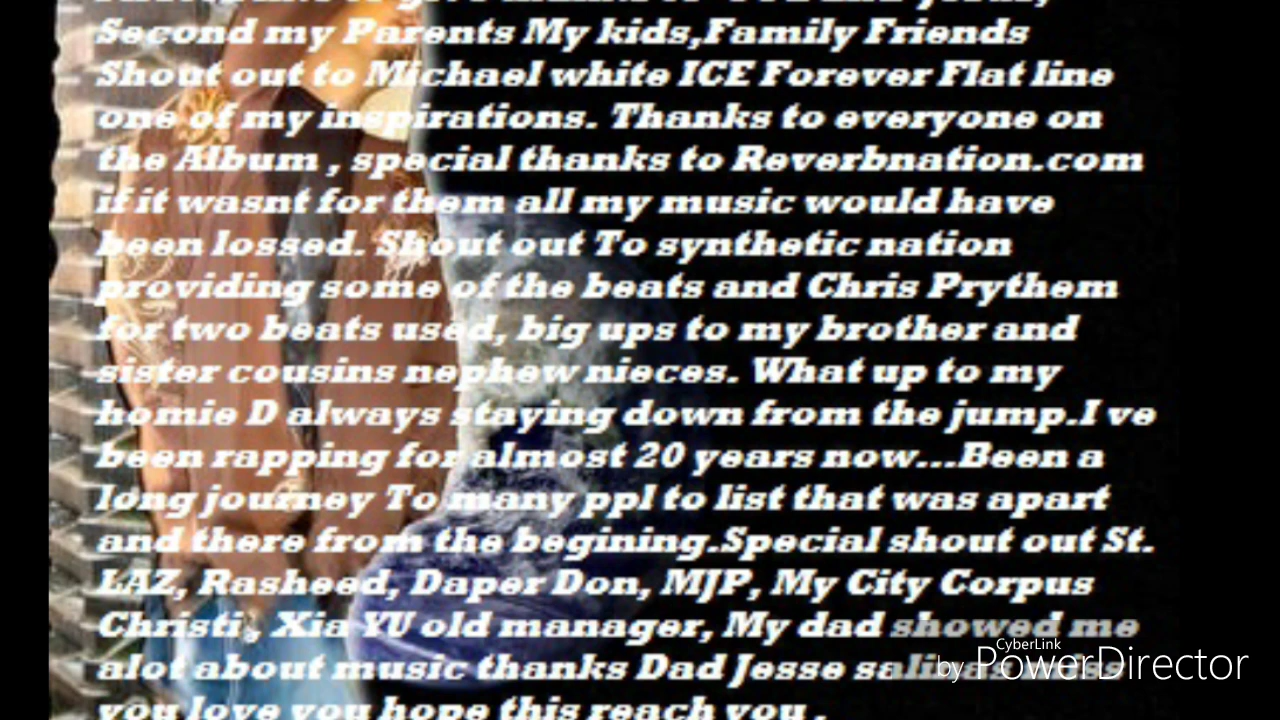 Second my Parents My kids,Family Friends
Shout out to Michael white ICE Forever Flat line
one of my inspirations. Thanks to everyone on
the Album , special thanks to Reverbnation.com
if it wasnt for them all my music would have
been lossed. Shout out To synthetic nation
providing some of the beats and Chris Prythem
for two beats used, big ups to my brother and
sister cousins nephew nieces. What up to my
homie D always staying down from the jump.I ve
been rapping for almost 20 years now...Been a
long journey To many ppl to list that was apart
and there from the begining.Special shout out St.
LAZ, Rasheed, Daper Don, MJP, My City Corpus
Christi, Xia YU old manager, My dad showed me
alot about music thanks Dad Jesse
you love you hope this reach you .
CyberLink
by PowerDirector